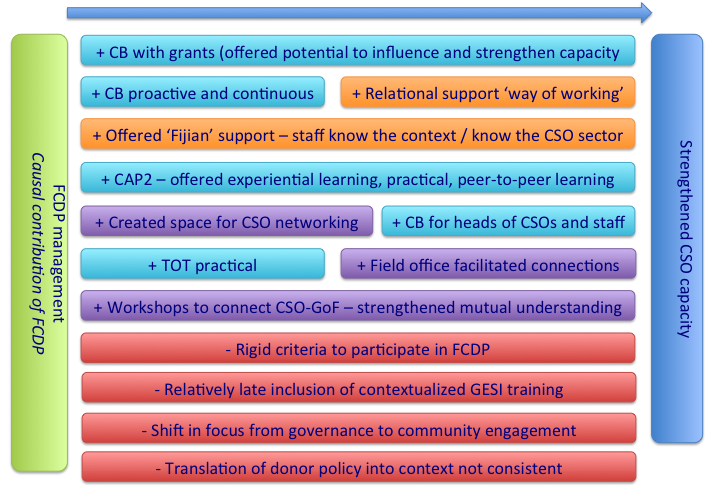 + CB with grants (offered potential to influence and strengthen capacity
+ CB proactive and continuous
+ Relational support ‘way of working’
+ Offered ‘Fijian’ support – staff know the context / know the CSO sector
+ CAP2 – offered experiential learning, practical, peer-to-peer learning
+ Created space for CSO networking
+ CB for heads of CSOs and staff
+ TOT practical
+ Field office facilitated connections
+ Workshops to connect CSO-GoF – strengthened mutual understanding
- Rigid criteria to participate in FCDP
- Relatively late inclusion of contextualized GESI training
- Shift in focus from governance to community engagement
- Translation of donor policy into context not consistent
FCDP management
Causal contribution of FCDP
Strengthened CSO capacity